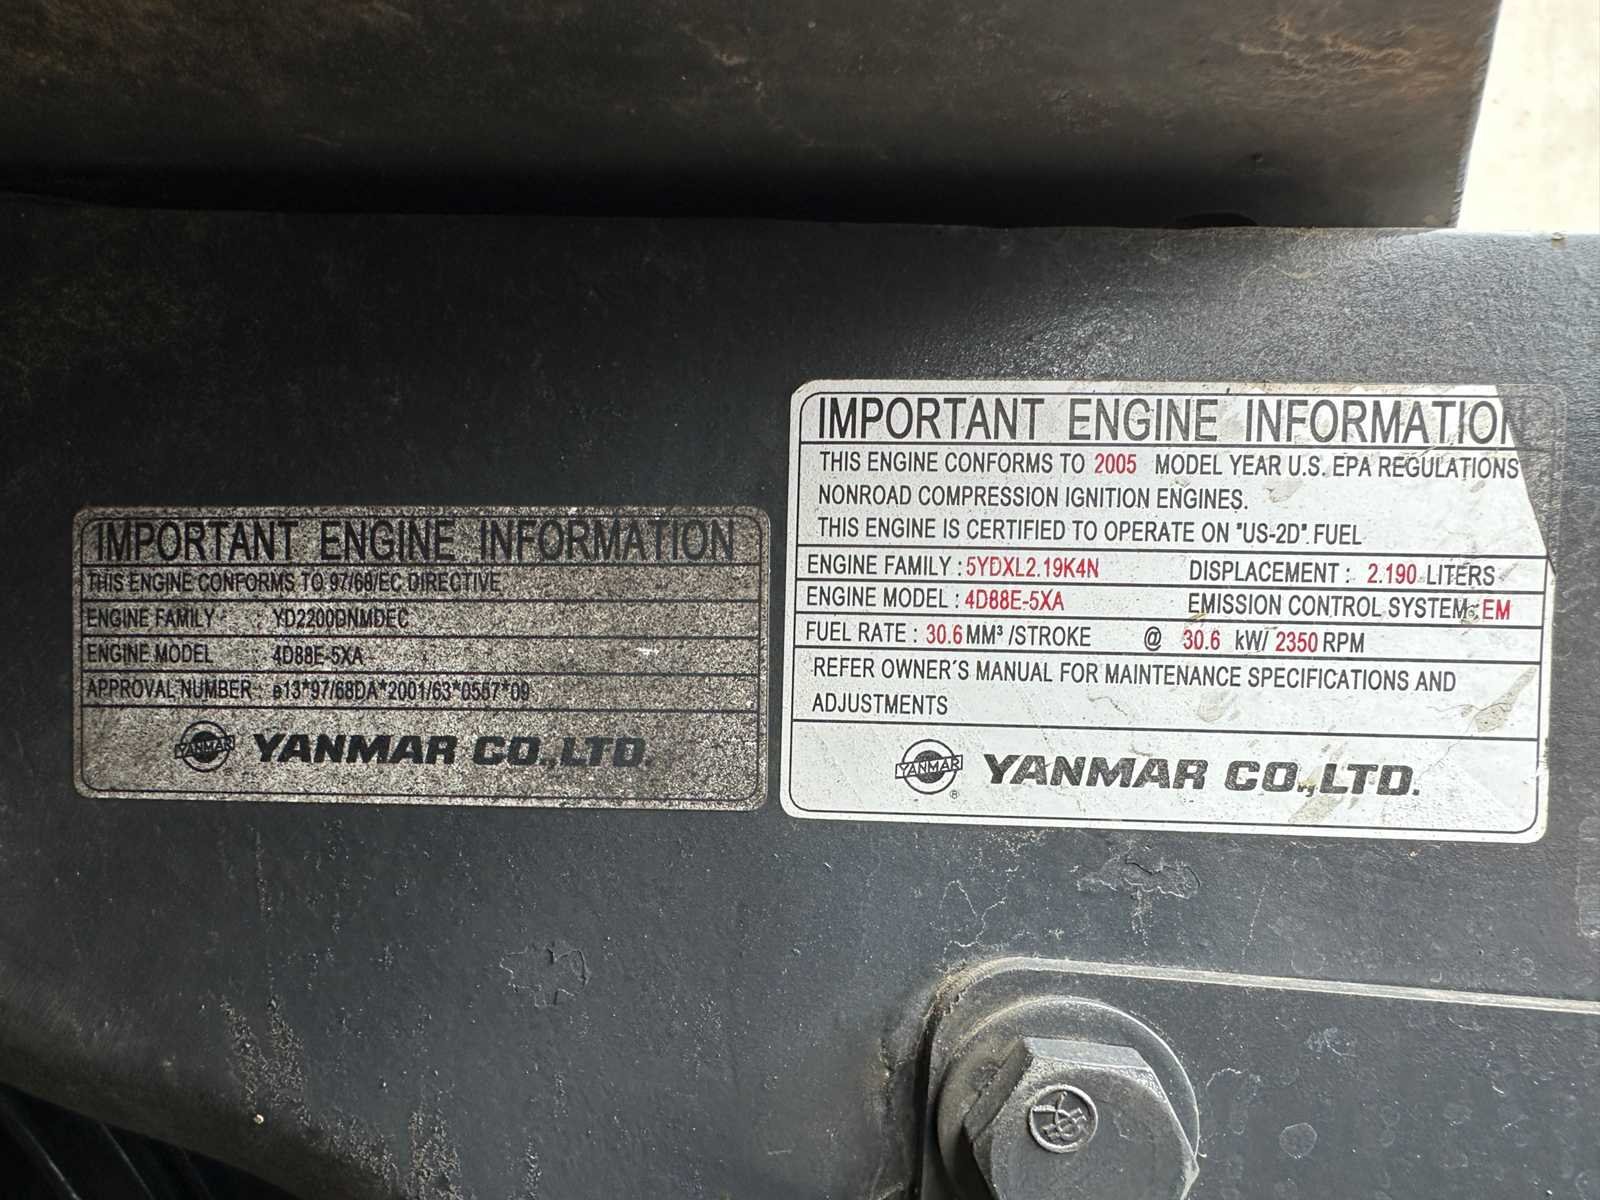 IMPORTANT ENGINE INFORMATION
THIS ENGINE CONFORMS TO 97/68/EC DIRECTIVE
ENGINE FAMILY : YD2200DNMDEC
ENGINE MODEL : 4D88E-5XA
APPROVAL NUMBER : e13*97/68DA*2001/63*0557*09
YANMAR YANMAR CO.,LTD.
IMPORTANT ENGINE INFORMATION
THIS ENGINE CONFORMS TO 2005 MODEL YEAR U.S. EPA REGULATIONS
NONROAD COMPRESSION IGNITION ENGINES.
THIS ENGINE IS CERTIFIED TO OPERATE ON "US-2D". FUEL
ENGINE FAMILY : 5YDXL2.19K4N DISPLACEMENT : 2.190 LITERS
ENGINE MODEL : 4D88E-5XA EMISSION CONTROL SYSTEM : EM
FUEL RATE : 30.6 MM³ /STROKE @ 30.6 kW/ 2350 RPM
REFER OWNER'S MANUAL FOR MAINTENANCE SPECIFICATIONS AND
ADJUSTMENTS
YANMAR ® YANMAR CO.,LTD.